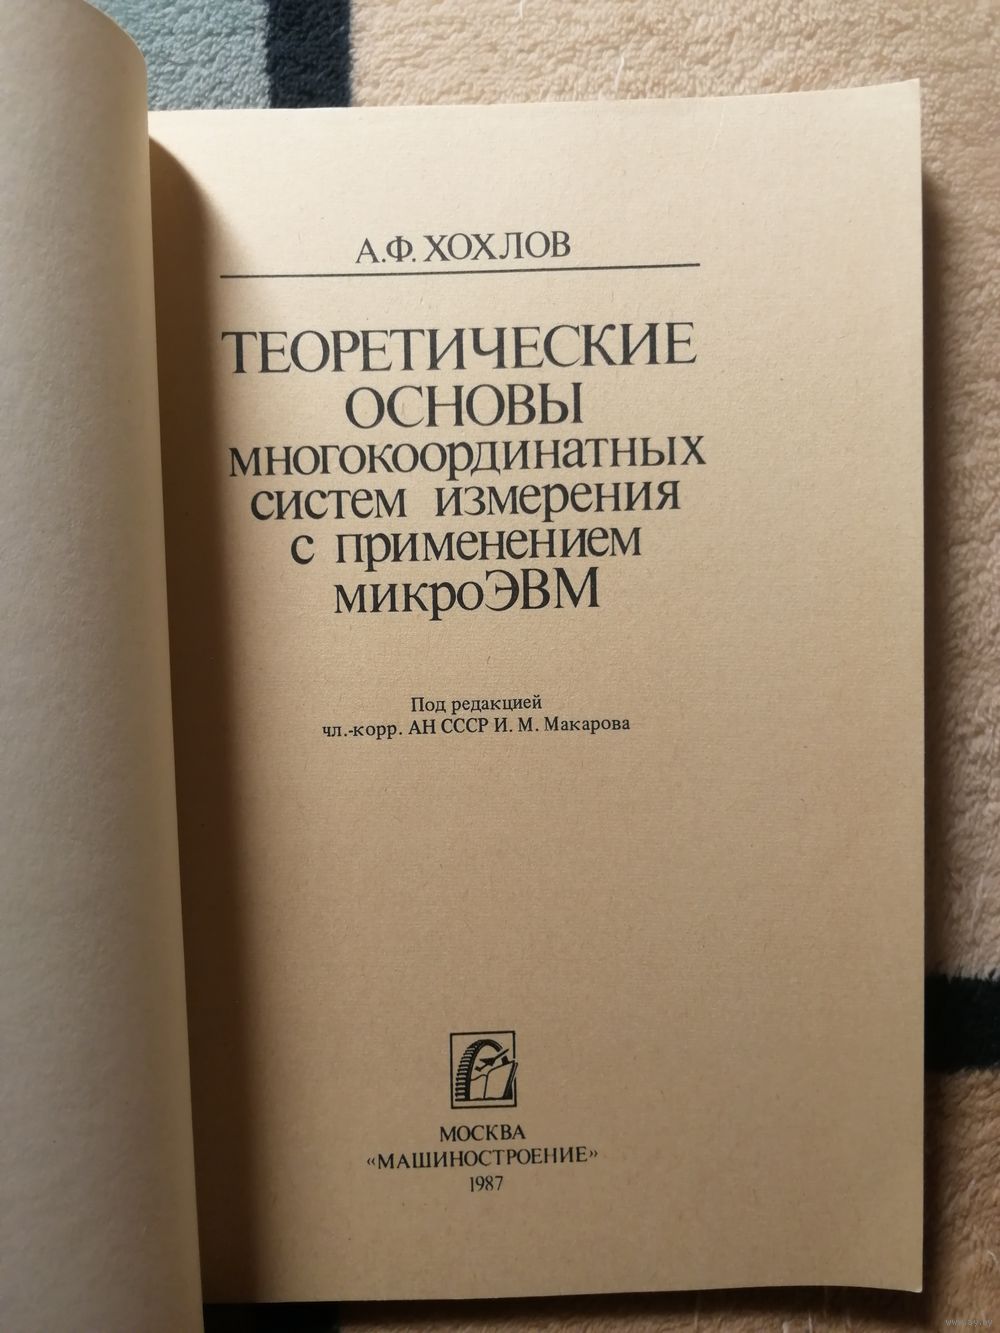 А.Ф. ХОХЛОВ
ТЕОРЕТИЧЕСКИЕ
ОСНОВЫ
многокоординатных
систем измерения
с применением
микроЭВМ
Под редакцией
чл.-корр. АН СССР И. М. Макарова
МОСКВА
«МАШИНОСТРОЕНИЕ»
1987